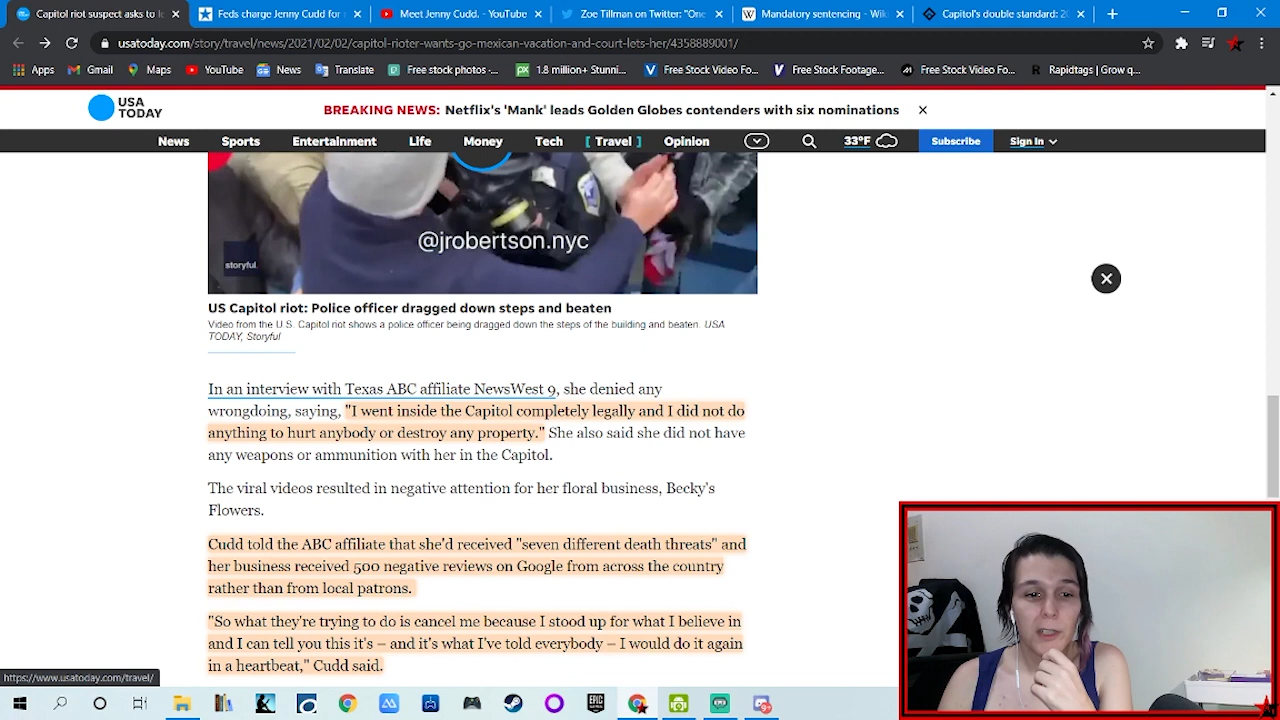 Capitol riot suspect asks to le
Feds charge Jenny Cudd for r
Meet Jenny Cudd. - YouTube
Zoe Tillman on Twitter: "One
Mandatory sentencing - Wiki
Capitol's double standard: 20
usatoday.com/story/travel/news/2021/02/02/capitol-rioter-wants-go-mexican-vacation-and-court-lets-her/4358889001/
Apps
Gmail
Maps
YouTube
News
Translate
Free stock photos -...
1.8 million+ Stunni...
Free Stock Video Fo...
Free Stock Footage...
Free Stock Video Fo...
Rapidtags | Grow q...
USA
TODAY
BREAKING NEWS: Netflix's 'Mank' leads Golden Globes contenders with six nominations
News
Sports
Entertainment
Life
Money
Tech
[ Travel ]
Opinion
33°F
Subscribe
Sign In
@jrobertson.nyc
storyful.
US Capitol riot: Police officer dragged down steps and beaten
Video from the U.S. Capitol riot shows a police officer being dragged down the steps of the building and beaten. USA
TODAY, Storyful
In an interview with Texas ABC affiliate NewsWest 9, she denied any
wrongdoing, saying, "I went inside the Capitol completely legally and I did not do
anything to hurt anybody or destroy any property." She also said she did not have
any weapons or ammunition with her in the Capitol.
The viral videos resulted in negative attention for her floral business, Becky's
Flowers.
Cudd told the ABC affiliate that she'd received "seven different death threats" and
her business received 500 negative reviews on Google from across the country
rather than from local patrons.
"So what they're trying to do is cancel me because I stood up for what I believe in
and I can tell you this it's – and it's what I've told everybody – I would do it again
in a heartbeat," Cudd said.
https://www.usatoday.com/travel/